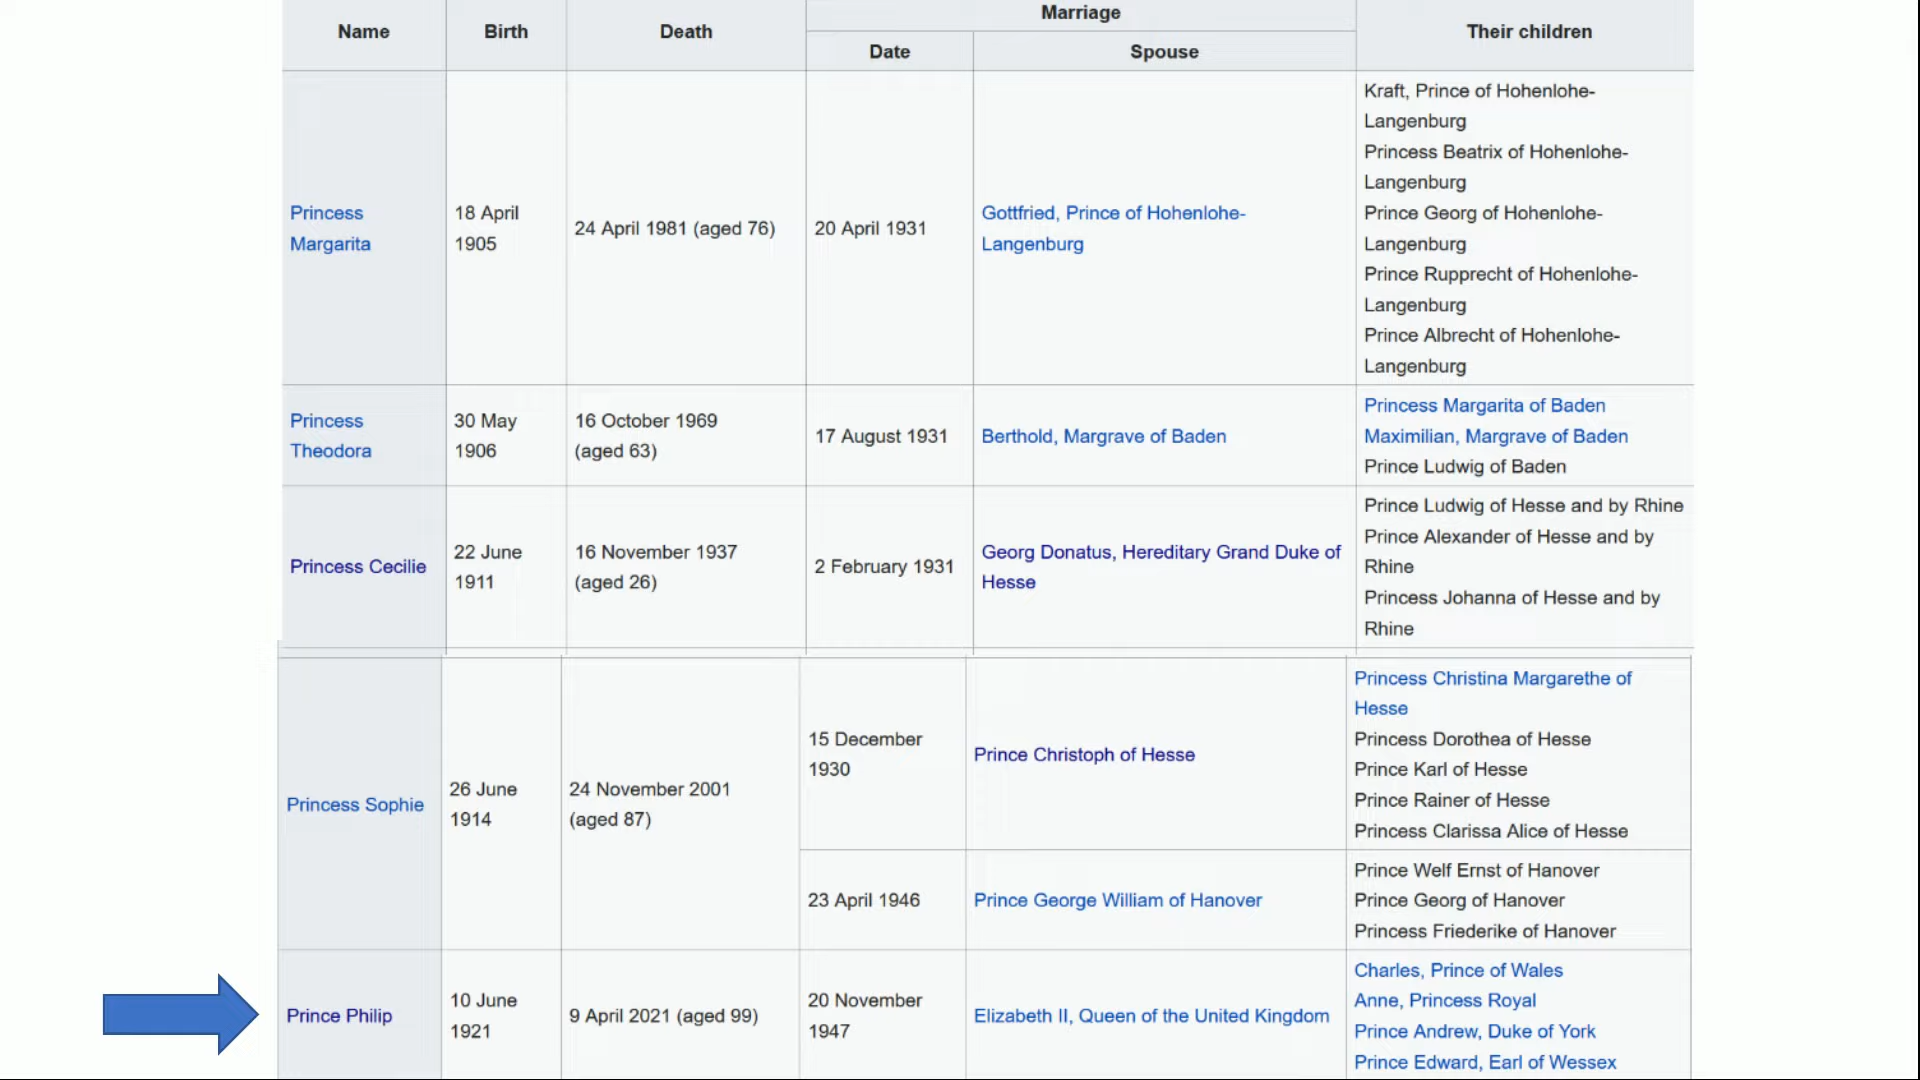 Name
Birth
Death
Marriage
Their children
Date
Spouse
Princess
Margarita
18 April
1905
24 April 1981 (aged 76)
20 April 1931
Gottfried, Prince of Hohenlohe-
Langenburg
Kraft, Prince of Hohenlohe-
Langenburg
Princess Beatrix of Hohenlohe-
Langenburg
Prince Georg of Hohenlohe-
Langenburg
Prince Rupprecht of Hohenlohe-
Langenburg
Prince Albrecht of Hohenlohe-
Langenburg
Princess
Theodora
30 May
1906
16 October 1969
(aged 63)
17 August 1931
Berthold, Margrave of Baden
Princess Margarita of Baden
Maximilian, Margrave of Baden
Prince Ludwig of Baden
Princess Cecilie
22 June
1911
16 November 1937
(aged 26)
2 February 1931
Georg Donatus, Hereditary Grand Duke of
Hesse
Prince Ludwig of Hesse and by Rhine
Prince Alexander of Hesse and by
Rhine
Princess Johanna of Hesse and by
Rhine
Princess Sophie
26 June
1914
24 November 2001
(aged 87)
15 December
1930
Prince Christoph of Hesse
Princess Christina Margarethe of
Hesse
Princess Dorothea of Hesse
Prince Karl of Hesse
Prince Rainer of Hesse
Princess Clarissa Alice of Hesse
23 April 1946
Prince George William of Hanover
Prince Welf Ernst of Hanover
Prince Georg of Hanover
Princess Friederike of Hanover
Prince Philip
10 June
1921
9 April 2021 (aged 99)
20 November
1947
Elizabeth II, Queen of the United Kingdom
Charles, Prince of Wales
Anne, Princess Royal
Prince Andrew, Duke of York
Prince Edward, Earl of Wessex